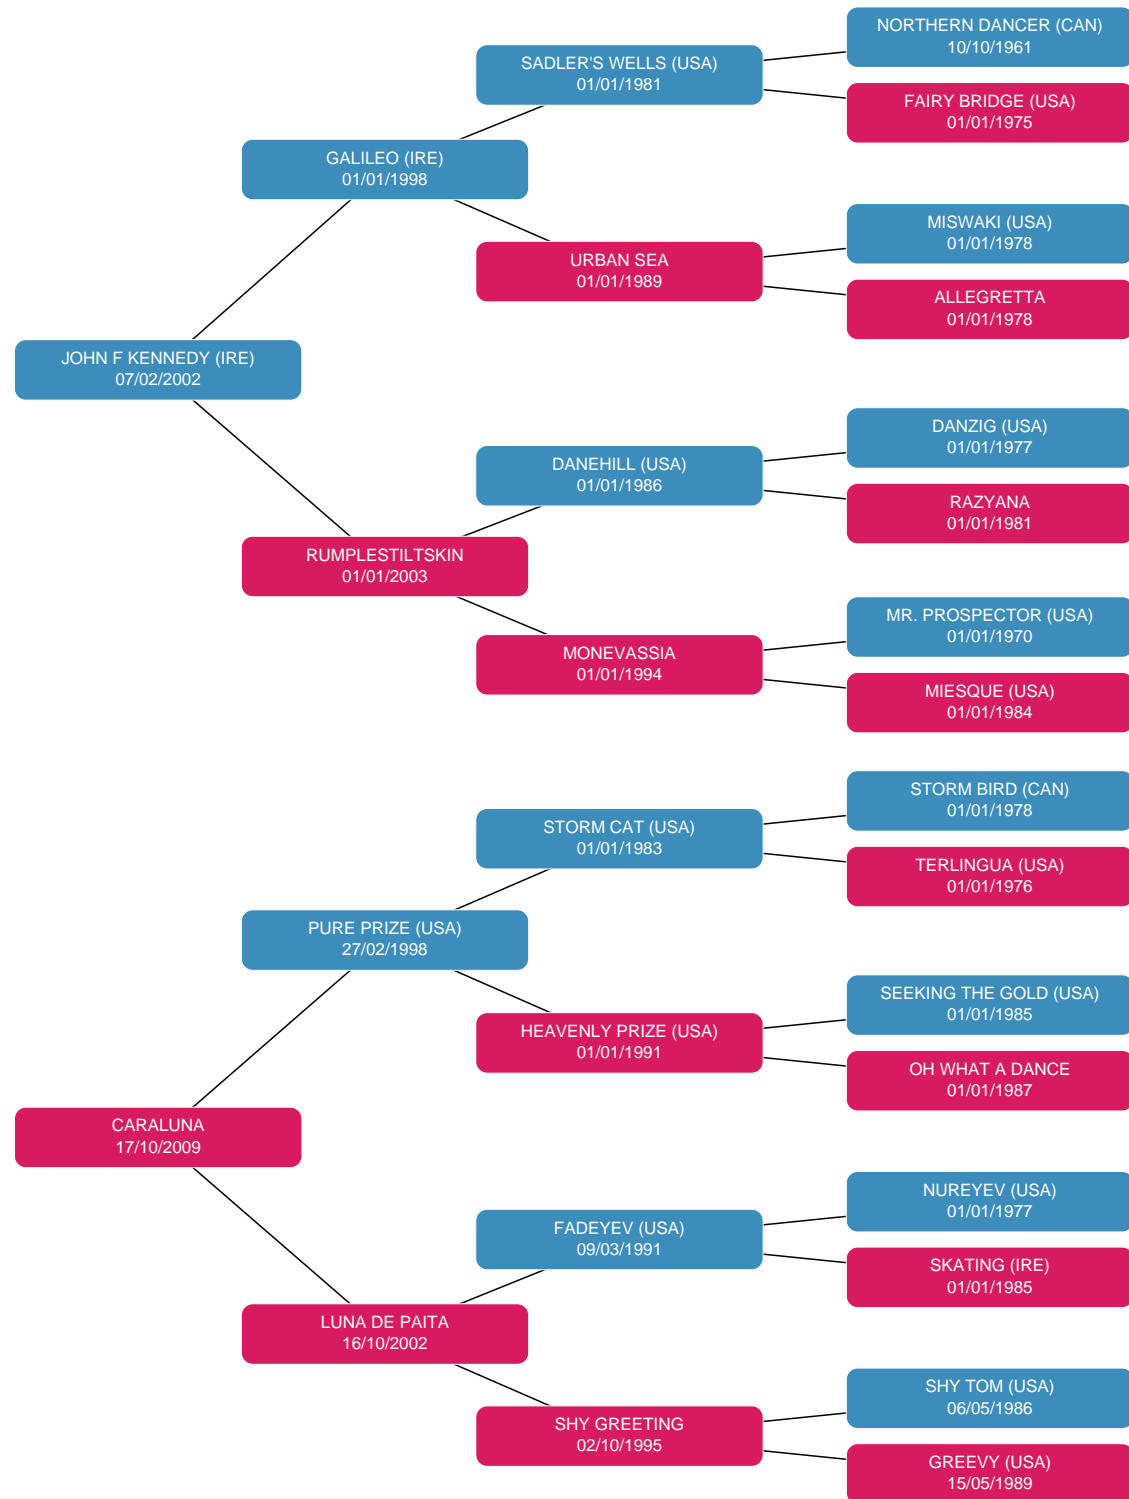 NORTHERN DANCER (CAN)
10/10/1961
SADLER'S WELLS (USA)
01/01/1981
FAIRY BRIDGE (USA)
01/01/1975
GALILEO (IRE)
01/01/1998
MISWAKI (USA)
01/01/1978
URBAN SEA
01/01/1989
ALLEGRETTA
01/01/1978
JOHN F KENNEDY (IRE)
07/02/2002
DANZIG (USA)
01/01/1977
DANEHILL (USA)
01/01/1986
RAZYANA
01/01/1981
RUMPLESTILTSKIN
01/01/2003
MR. PROSPECTOR (USA)
01/01/1970
MONEVASSIA
01/01/1994
MIESQUE (USA)
01/01/1984
STORM BIRD (CAN)
01/01/1978
STORM CAT (USA)
01/01/1983
TERLINGUA (USA)
01/01/1976
PURE PRIZE (USA)
27/02/1998
SEEKING THE GOLD (USA)
01/01/1985
HEAVENLY PRIZE (USA)
01/01/1991
OH WHAT A DANCE
01/01/1987
CARALUNA
17/10/2009
NUREYEV (USA)
01/01/1977
FADEYEV (USA)
09/03/1991
SKATING (IRE)
01/01/1985
LUNA DE PAITA
16/10/2002
SHY TOM (USA)
06/05/1986
SHY GREETING
02/10/1995
GREEVY (USA)
15/05/1989